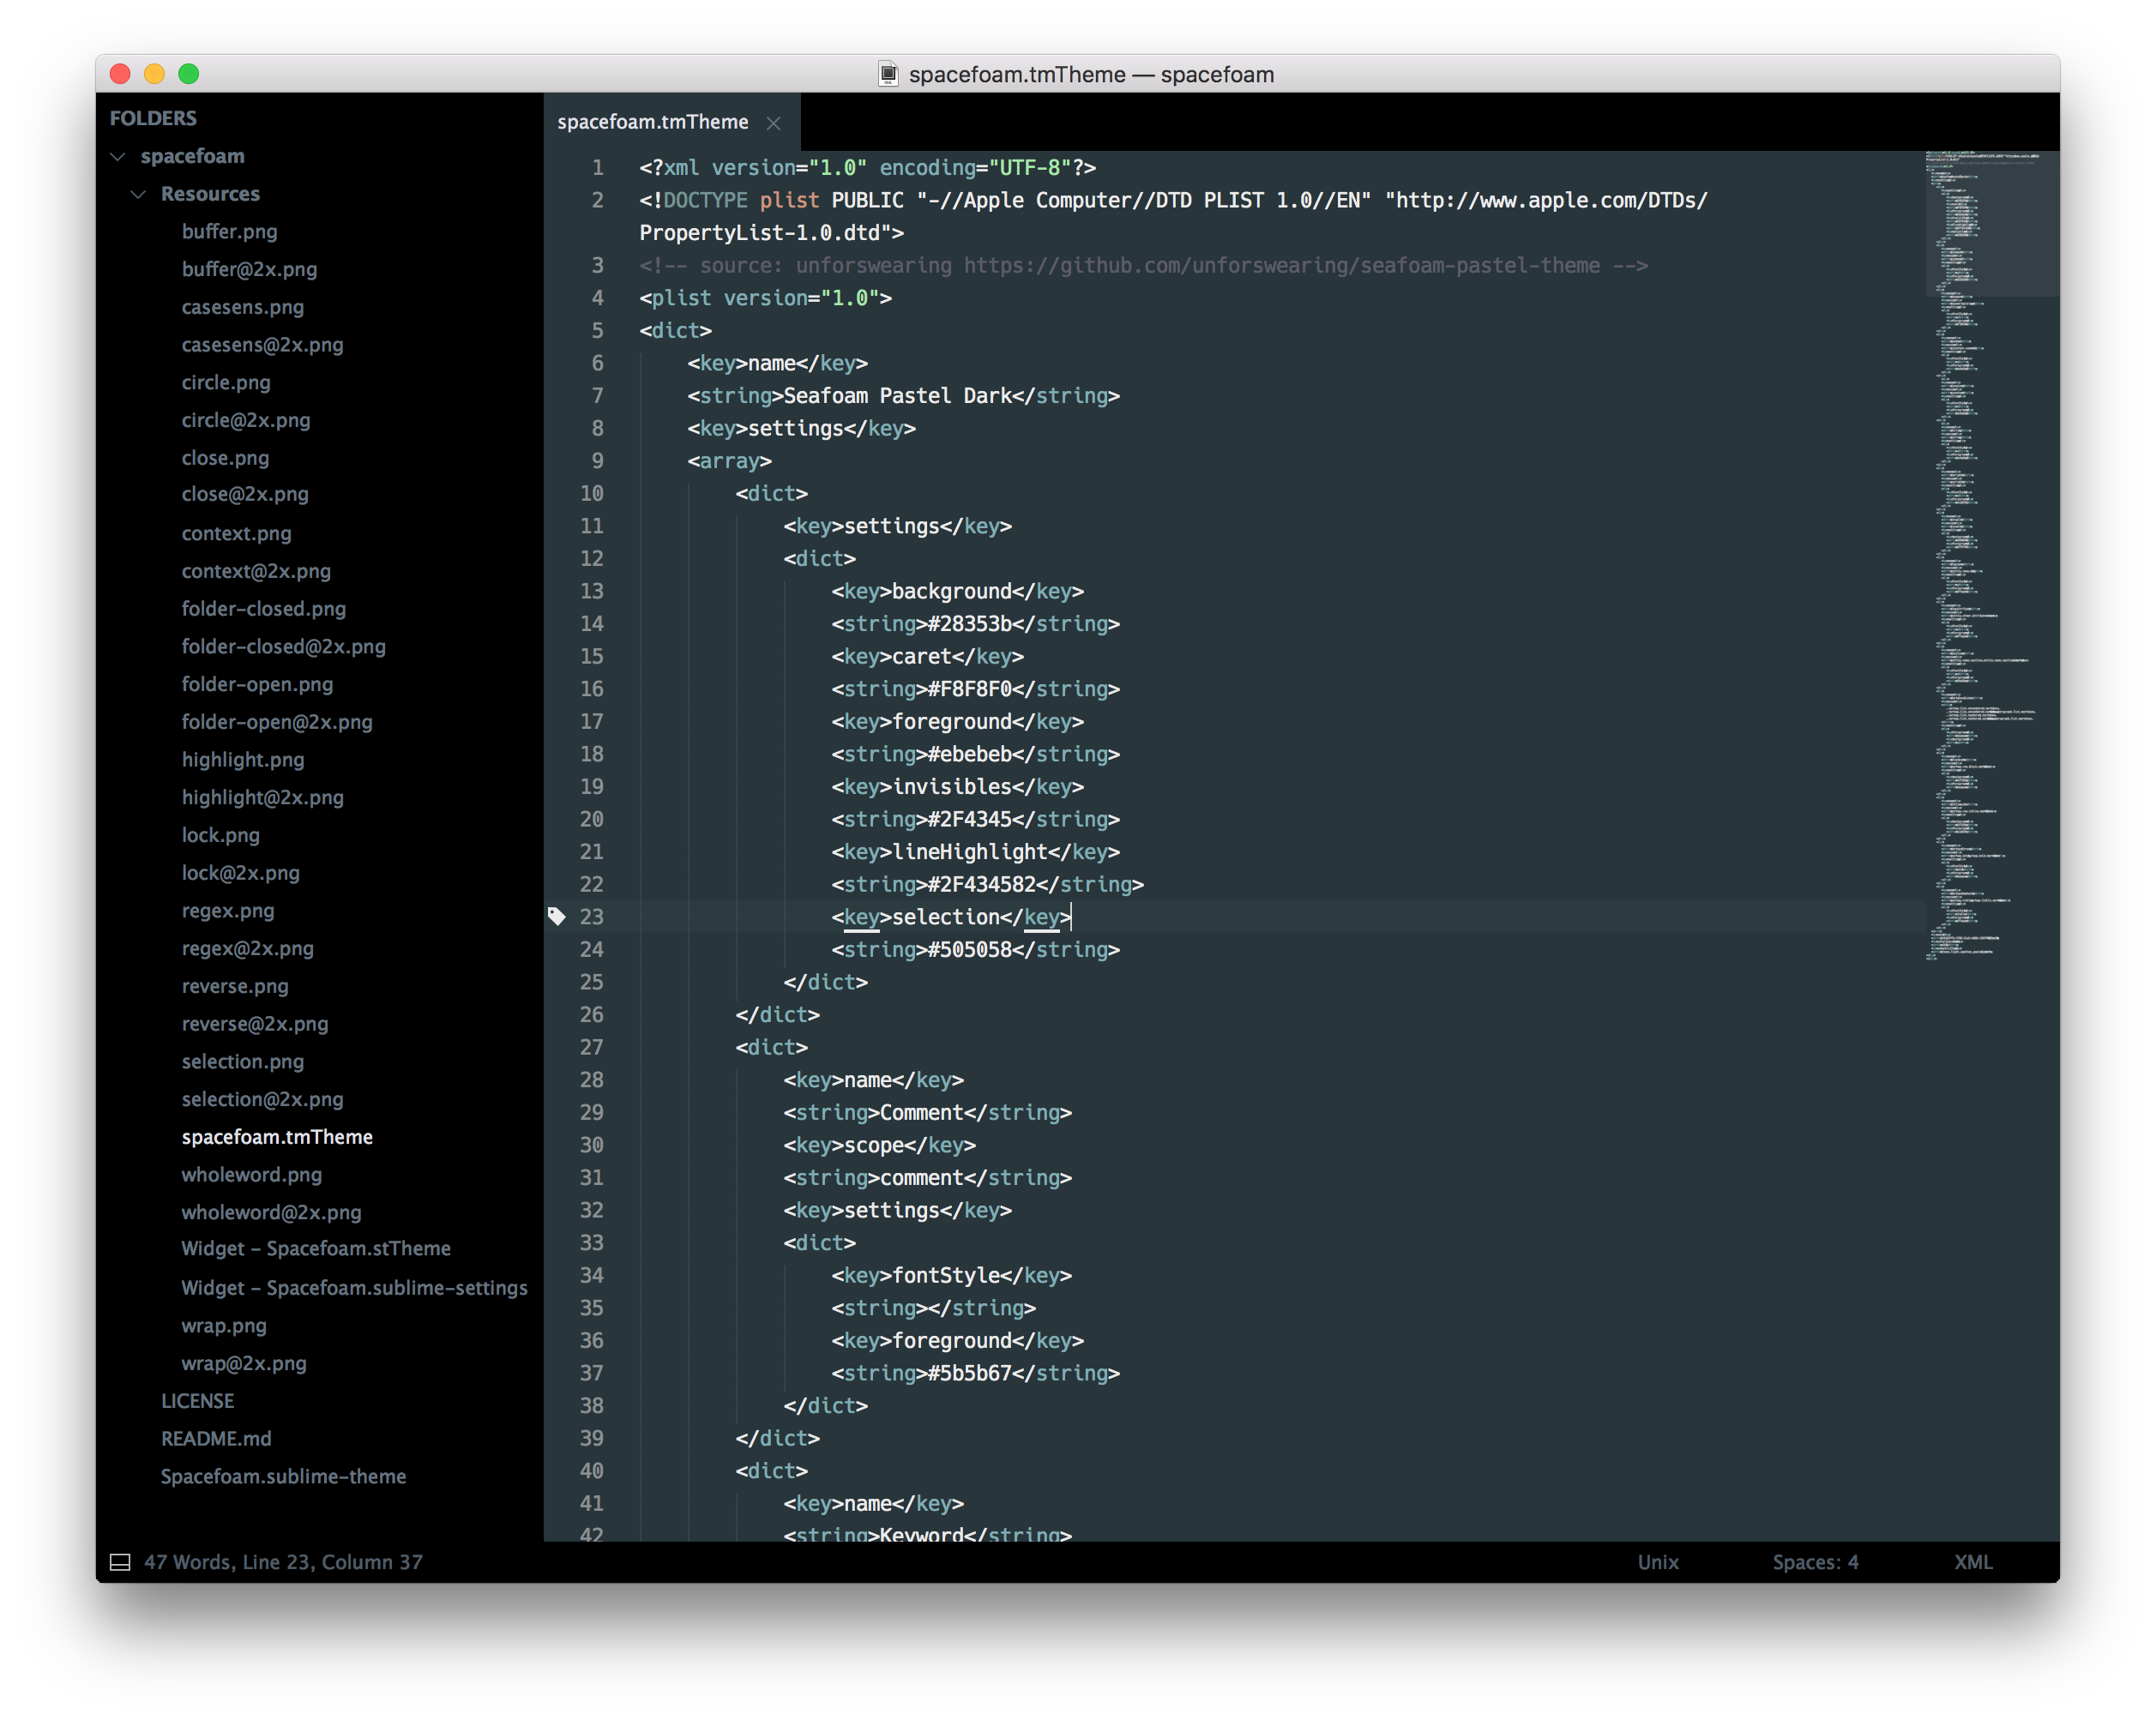 spacefoam.tmTheme — spacefoam
FOLDERS
spacefoam
Resources
buffer.png
buffer@2x.png
casesens.png
casesens@2x.png
circle.png
circle@2x.png
close.png
close@2x.png
context.png
context@2x.png
folder-closed.png
folder-closed@2x.png
folder-open.png
folder-open@2x.png
highlight.png
highlight@2x.png
lock.png
lock@2x.png
regex.png
regex@2x.png
reverse.png
reverse@2x.png
selection.png
selection@2x.png
spacefoam.tmTheme
wholeword.png
wholeword@2x.png
Widget – Spacefoam.stTheme
Widget – Spacefoam.sublime-settings
wrap.png
wrap@2x.png
LICENSE
README.md
Spacefoam.sublime-theme
spacefoam.tmTheme
1 <?xml version="1.0" encoding="UTF-8"?>
2 <!DOCTYPE plist PUBLIC "-//Apple Computer//DTD PLIST 1.0//EN" "http://www.apple.com/DTDs/
PropertyList-1.0.dtd">
3 <!-- source: unforswearing https://github.com/unforswearing/seafoam-pastel-theme -->
4 <plist version="1.0">
5 <dict>
6 <key>name</key>
7 <string>Seafoam Pastel Dark</string>
8 <key>settings</key>
9 <array>
10 <dict>
11 <key>settings</key>
12 <dict>
13 <key>background</key>
14 <string>#28353b</string>
15 <key>caret</key>
16 <string>#F8F8F0</string>
17 <key>foreground</key>
18 <string>#ebebeb</string>
19 <key>invisibles</key>
20 <string>#2F4345</string>
21 <key>lineHighlight</key>
22 <string>#2F434582</string>
23 <key>selection</key>
24 <string>#505058</string>
25 </dict>
26 </dict>
27 <dict>
28 <key>name</key>
29 <string>Comment</string>
30 <key>scope</key>
31 <string>comment</string>
32 <key>settings</key>
33 <dict>
34 <key>fontStyle</key>
35 <string></string>
36 <key>foreground</key>
37 <string>#5b5b67</string>
38 </dict>
39 </dict>
40 <dict>
41 <key>name</key>
42 <string>Keyword</string>
47 Words, Line 23, Column 37
Unix
Spaces: 4
XML